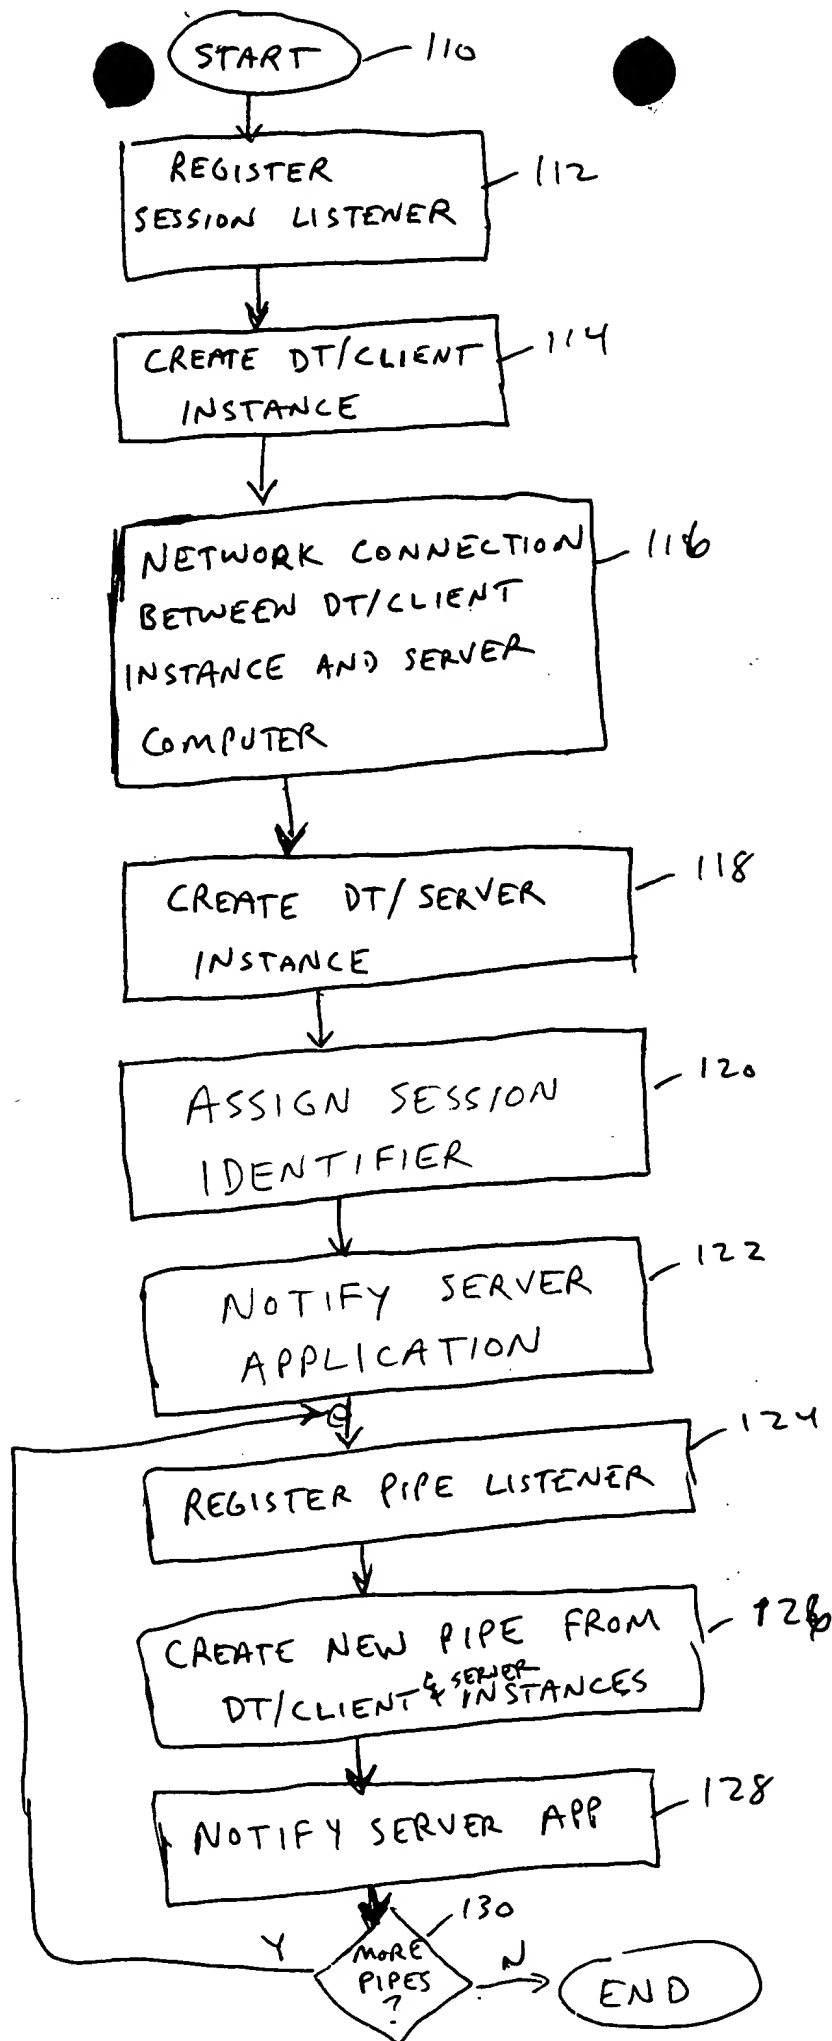 START
110
REGISTER
SESSION LISTENER
112
CREATE DT/CLIENT
INSTANCE
114
NETWORK CONNECTION
BETWEEN DT/CLIENT
INSTANCE AND SERVER
COMPUTER
116
CREATE DT/SERVER
INSTANCE
118
ASSIGN SESSION
IDENTIFIER
120
NOTIFY SERVER
APPLICATION
122
REGISTER PIPE LISTENER
124
CREATE NEW PIPE FROM
DT/CLIENT & SERVER INSTANCES
126
NOTIFY SERVER APP
128
MORE
PIPES
?
130
Y
N
END